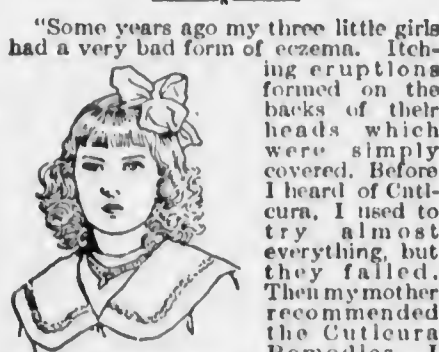 "Some years ago my three little girls
had a very bad form of eczema. Itch-
ing eruptions
formed on the
backs of their
heads which
were simply
covered. Before
I heard of Cuti-
cura, I used to
try almost
everything, but
they failed.
Then my mother
recommended
the Cuticura
Remedies. I